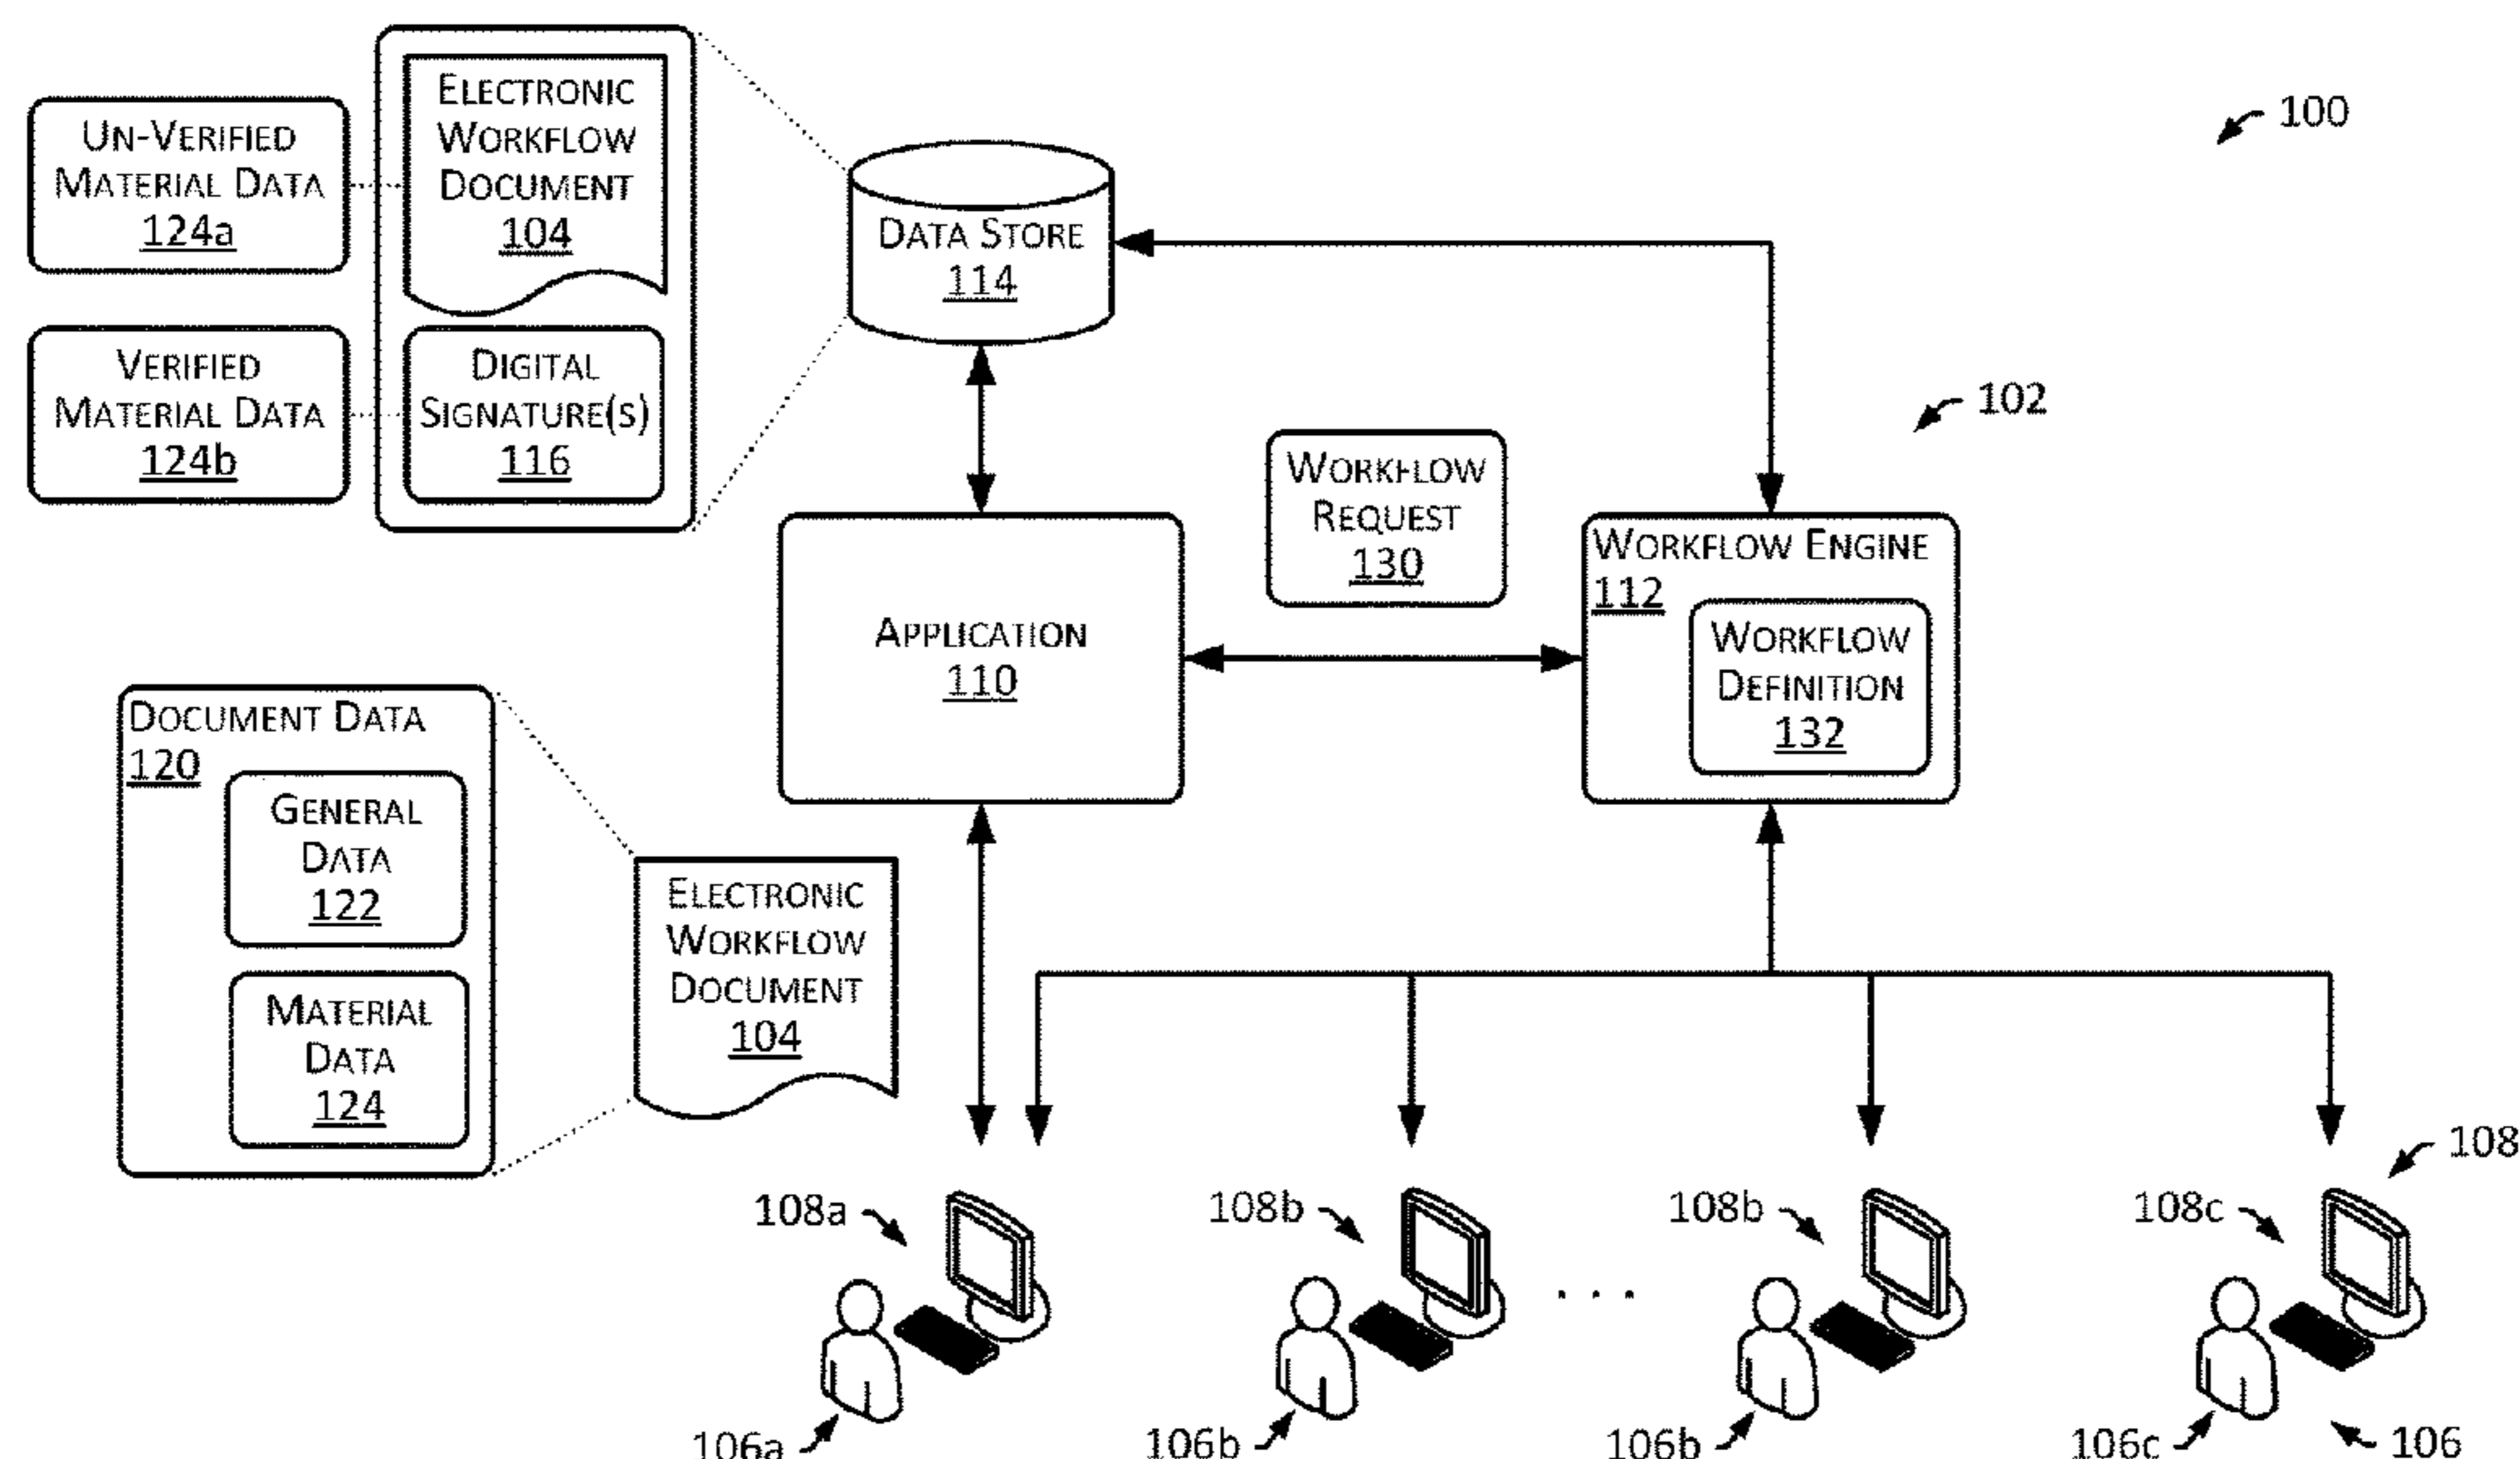 ELECTRONIC
WORKFLOW
DOCUMENT
104
UN-VERIFIED
MATERIAL DATA
124a
VERIFIED
MATERIAL DATA
124b
DIGITAL
SIGNATURE(S)
116
DATA STORE
114
100
102
WORKFLOW
REQUEST
130
WORKFLOW ENGINE
112
WORKFLOW
DEFINITION
132
APPLICATION
110
DOCUMENT DATA
120
GENERAL
DATA
122
MATERIAL
DATA
124
ELECTRONIC
WORKFLOW
DOCUMENT
104
108
108a
108b
108b
108c
. . .
106a
106b
106b
106c
106